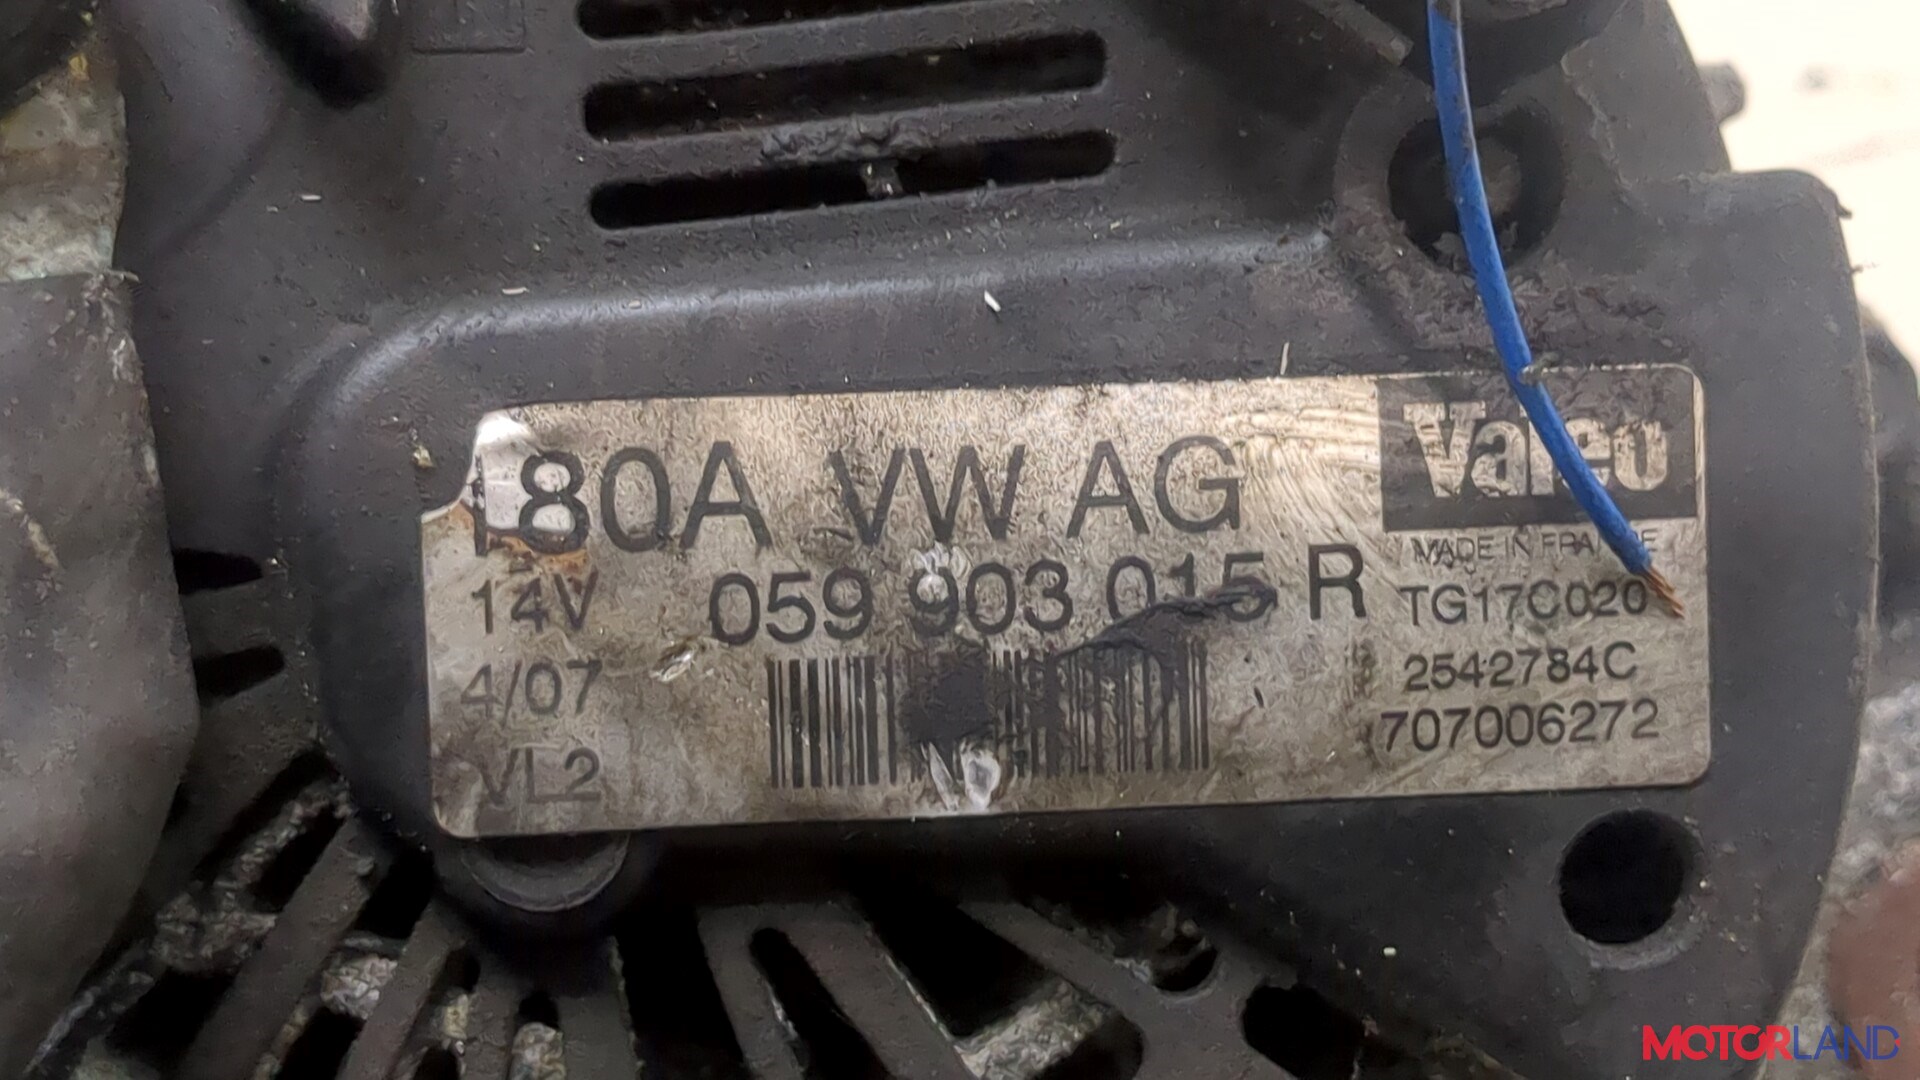 180A VW AG
Valeo
MADE IN FRANCE
14V 059 903 015 R TG17C020
4/07 2542784C
VL2 707006272
MOTORLAND